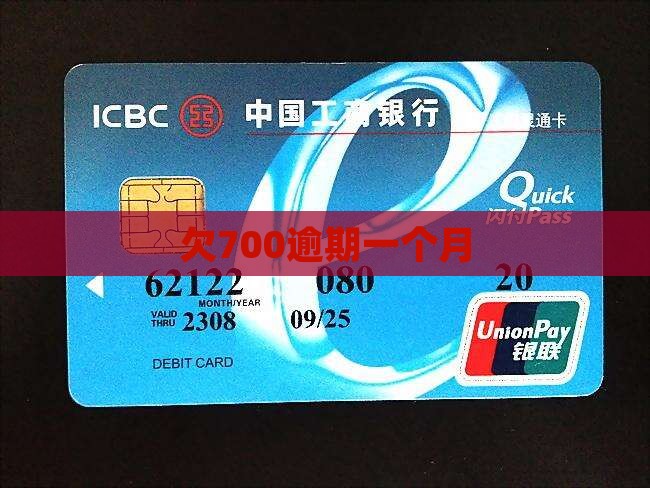 ICBC 中国工商银行
灵通卡
Quick
闪付Pass
欠700逾期一个月
62122 080 20
MONTH/YEAR
VALID THRU 2308 09/25
DEBIT CARD
UnionPay
银联